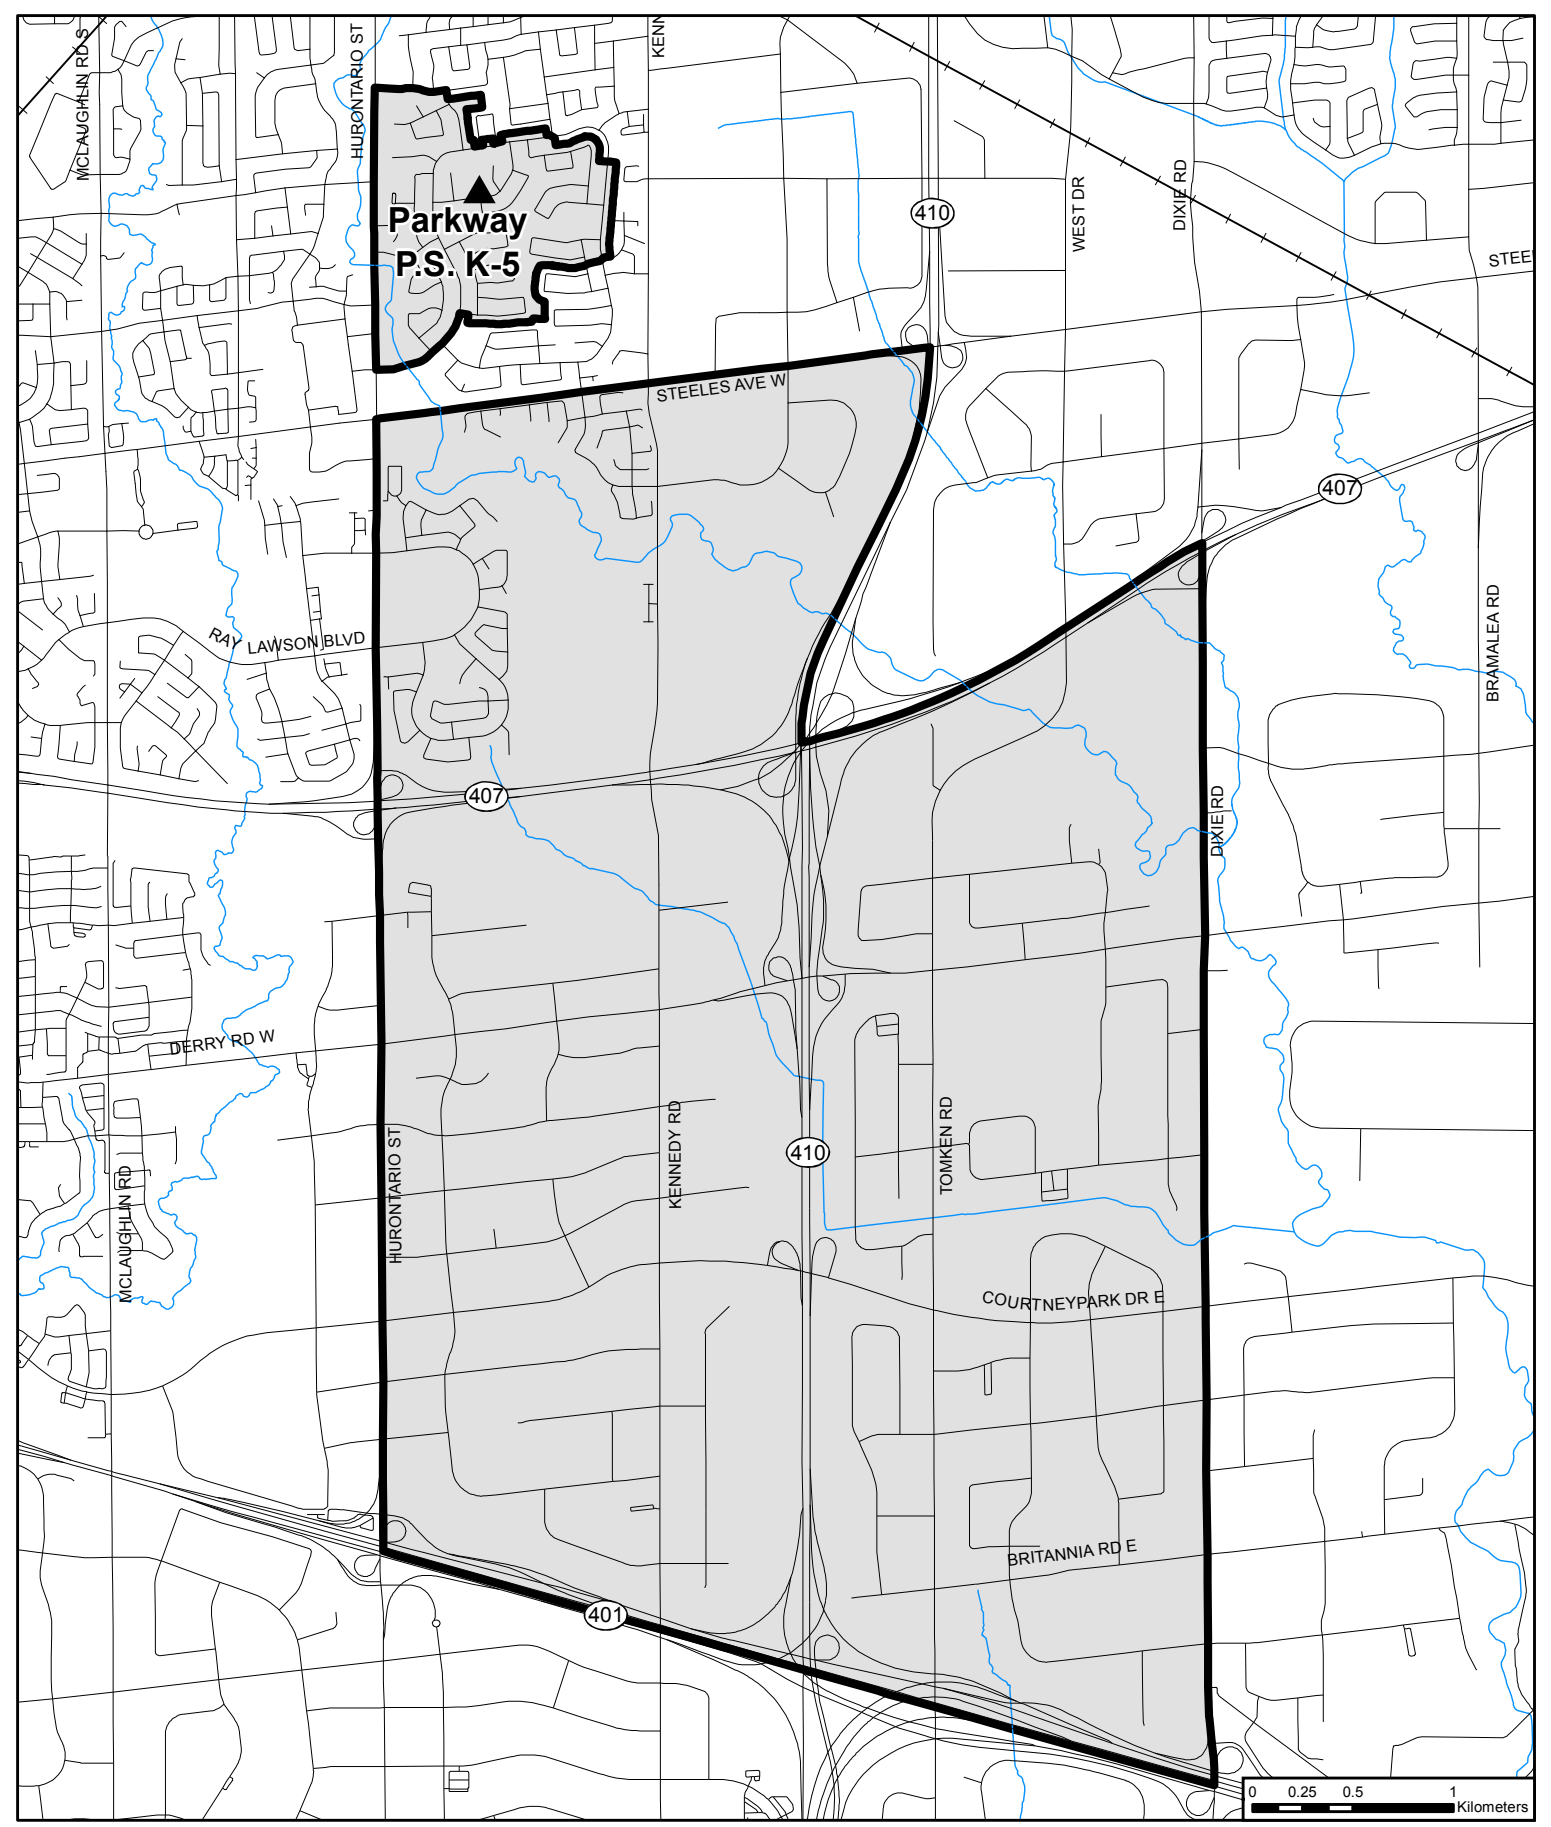 MCLAUGHLIN RD S
HURONTARIO ST
KENN
410
WEST DR
DIXIE RD
STEE
Parkway
P.S. K-5
STEELES AVE W
407
RAY LAWSON BLVD
BRAMALEA RD
407
DIXIE RD
DERRY RD W
MCLAUGHLIN RD
HURONTARIO ST
KENNEDY RD
410
TOMKEN RD
COURTNEYPARK DR E
BRITANNIA RD E
401
0 0.25 0.5 1
Kilometers